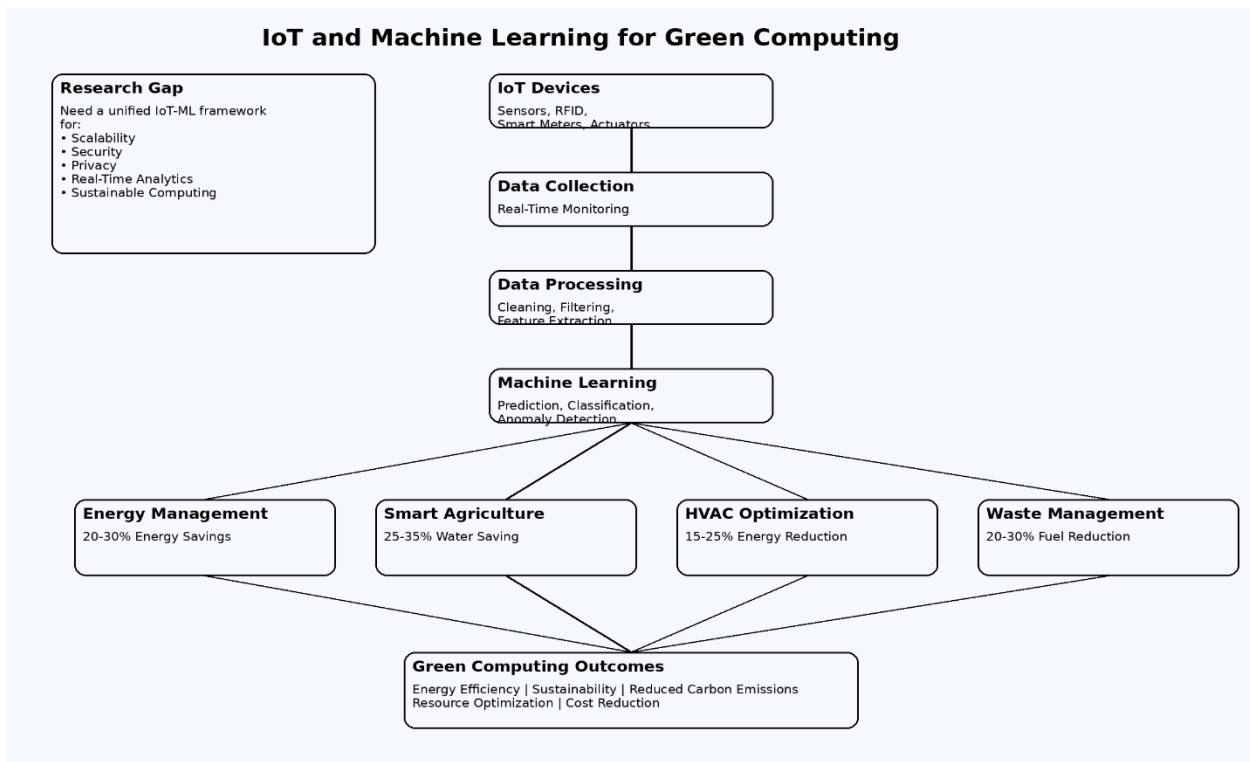 IoT and Machine Learning for Green Computing
Research Gap
Need a unified IoT-ML framework
for:
• Scalability
• Security
• Privacy
• Real-Time Analytics
• Sustainable Computing
IoT Devices
Sensors, RFID,
Smart Meters, Actuators
Data Collection
Real-Time Monitoring
Data Processing
Cleaning, Filtering,
Feature Extraction
Machine Learning
Prediction, Classification,
Anomaly Detection
Energy Management
20-30% Energy Savings
Smart Agriculture
25-35% Water Saving
HVAC Optimization
15-25% Energy Reduction
Waste Management
20-30% Fuel Reduction
Green Computing Outcomes
Energy Efficiency | Sustainability | Reduced Carbon Emissions
Resource Optimization | Cost Reduction